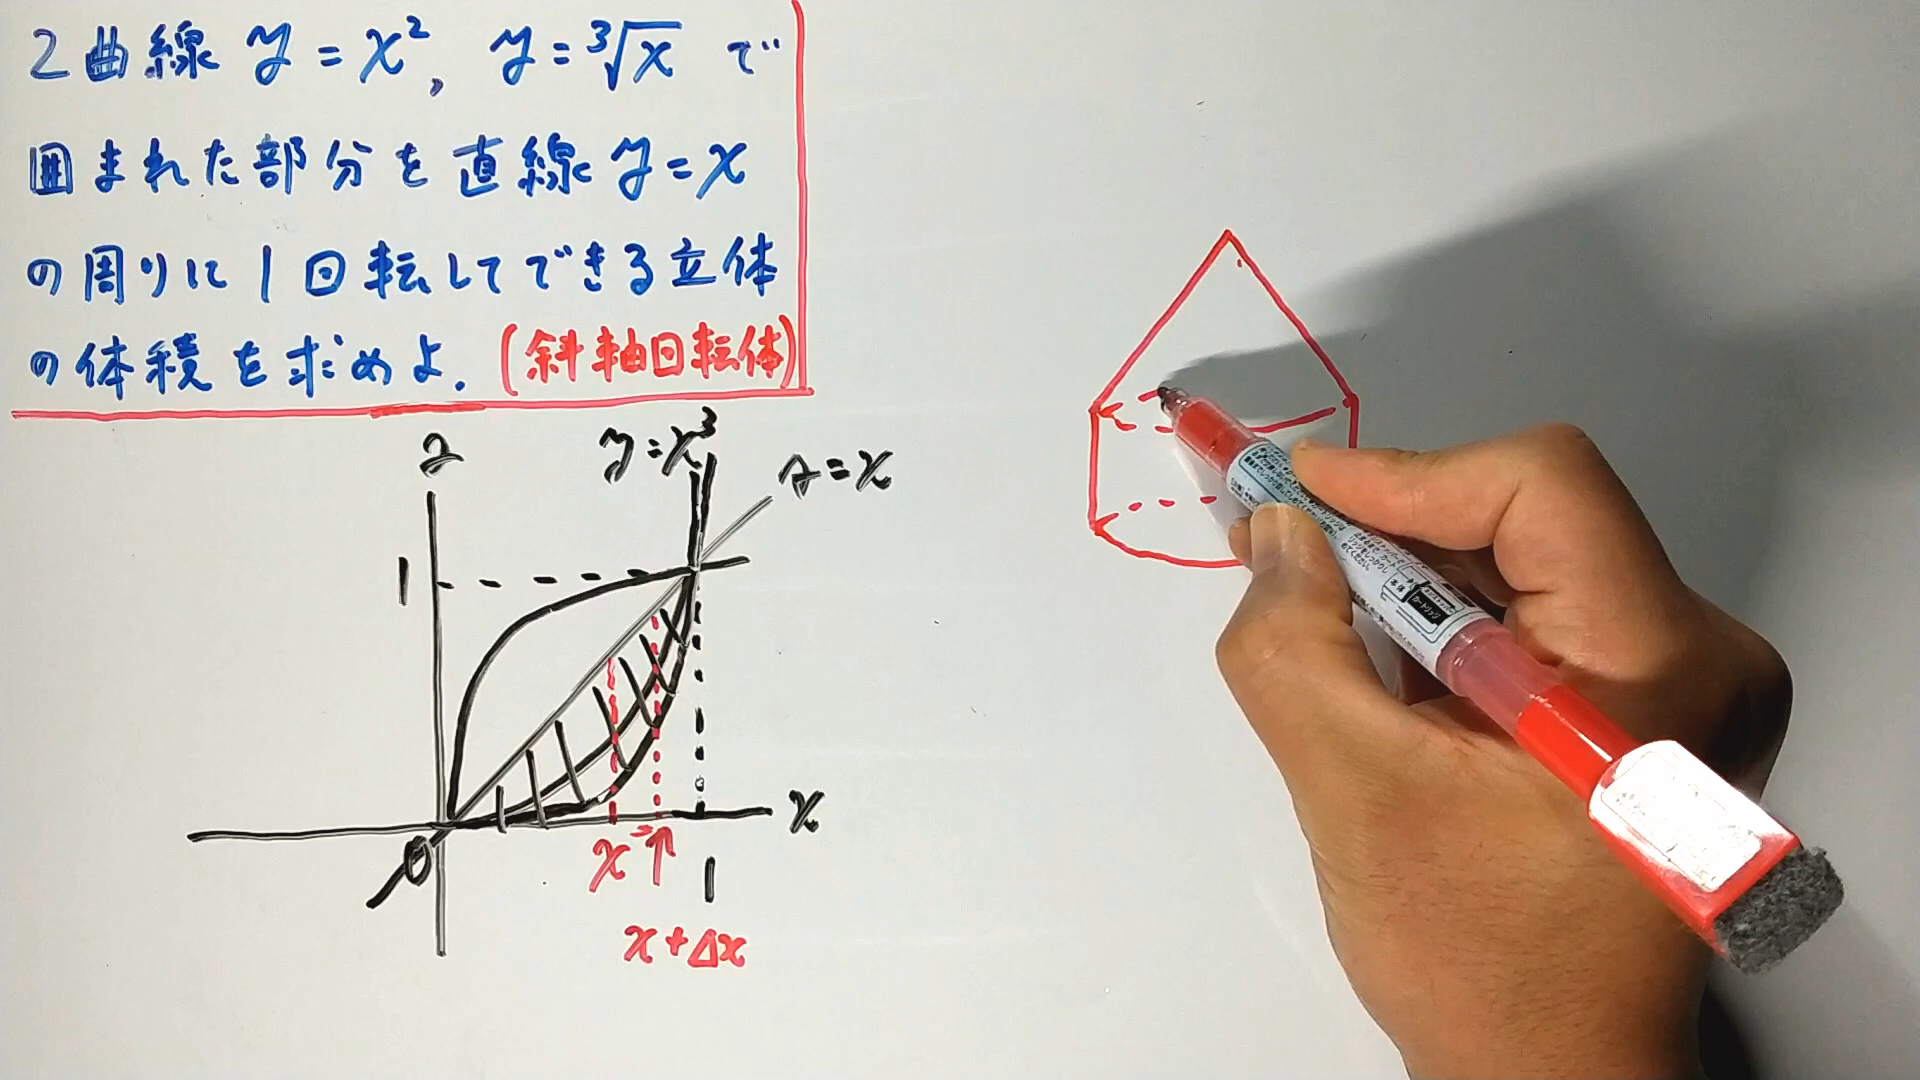 2曲線 y=x², y=³√x で
囲まれた部分を直線 y=x
の周りに1回転してできる立体
の体積を求めよ. (斜軸回転体)
y
y=x³
y=x
1
x
O
x
1
x+Δx